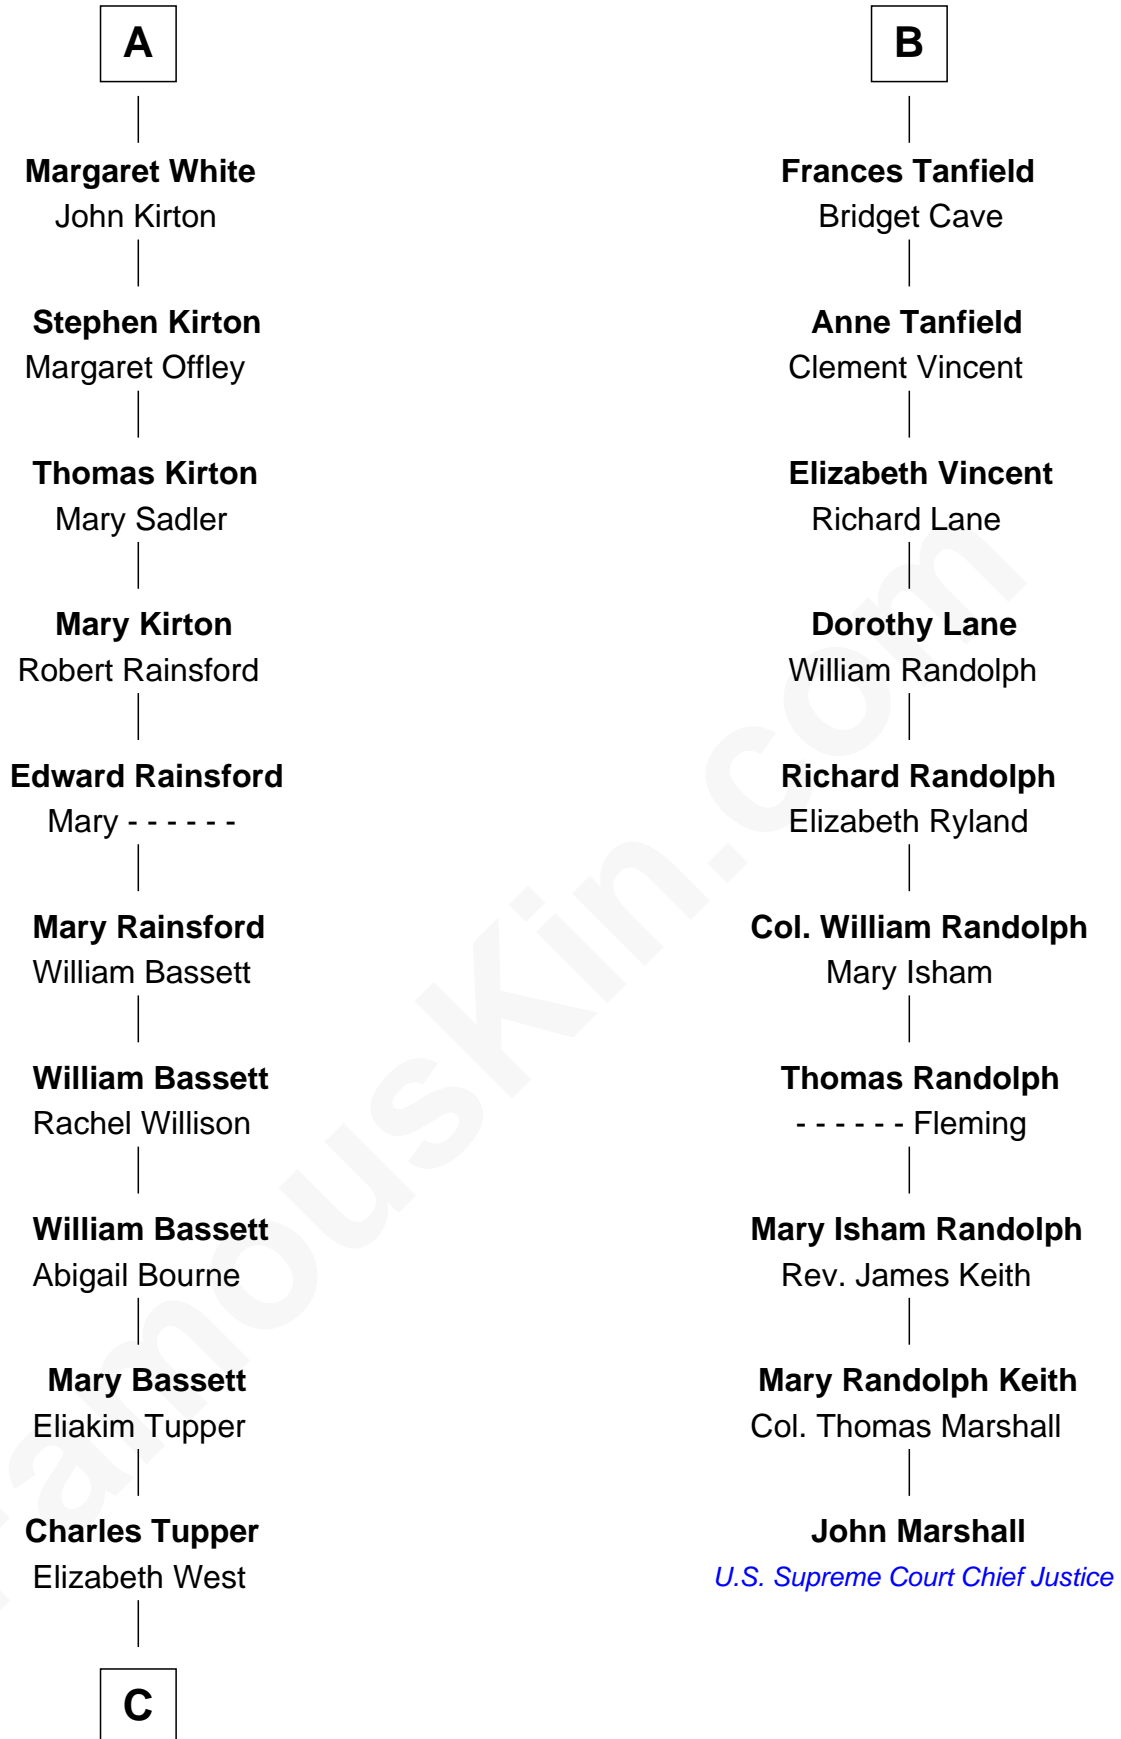 A
Margaret White
John Kirton
Stephen Kirton
Margaret Offley
Thomas Kirton
Mary Sadler
Mary Kirton
Robert Rainsford
Edward Rainsford
Mary - - - - - -
Mary Rainsford
William Bassett
William Bassett
Rachel Willison
William Bassett
Abigail Bourne
Mary Bassett
Eliakim Tupper
Charles Tupper
Elizabeth West
C
B
Frances Tanfield
Bridget Cave
Anne Tanfield
Clement Vincent
Elizabeth Vincent
Richard Lane
Dorothy Lane
William Randolph
Richard Randolph
Elizabeth Ryland
Col. William Randolph
Mary Isham
Thomas Randolph
- - - - - - Fleming
Mary Isham Randolph
Rev. James Keith
Mary Randolph Keith
Col. Thomas Marshall
John Marshall
U.S. Supreme Court Chief Justice
FamousKin.com